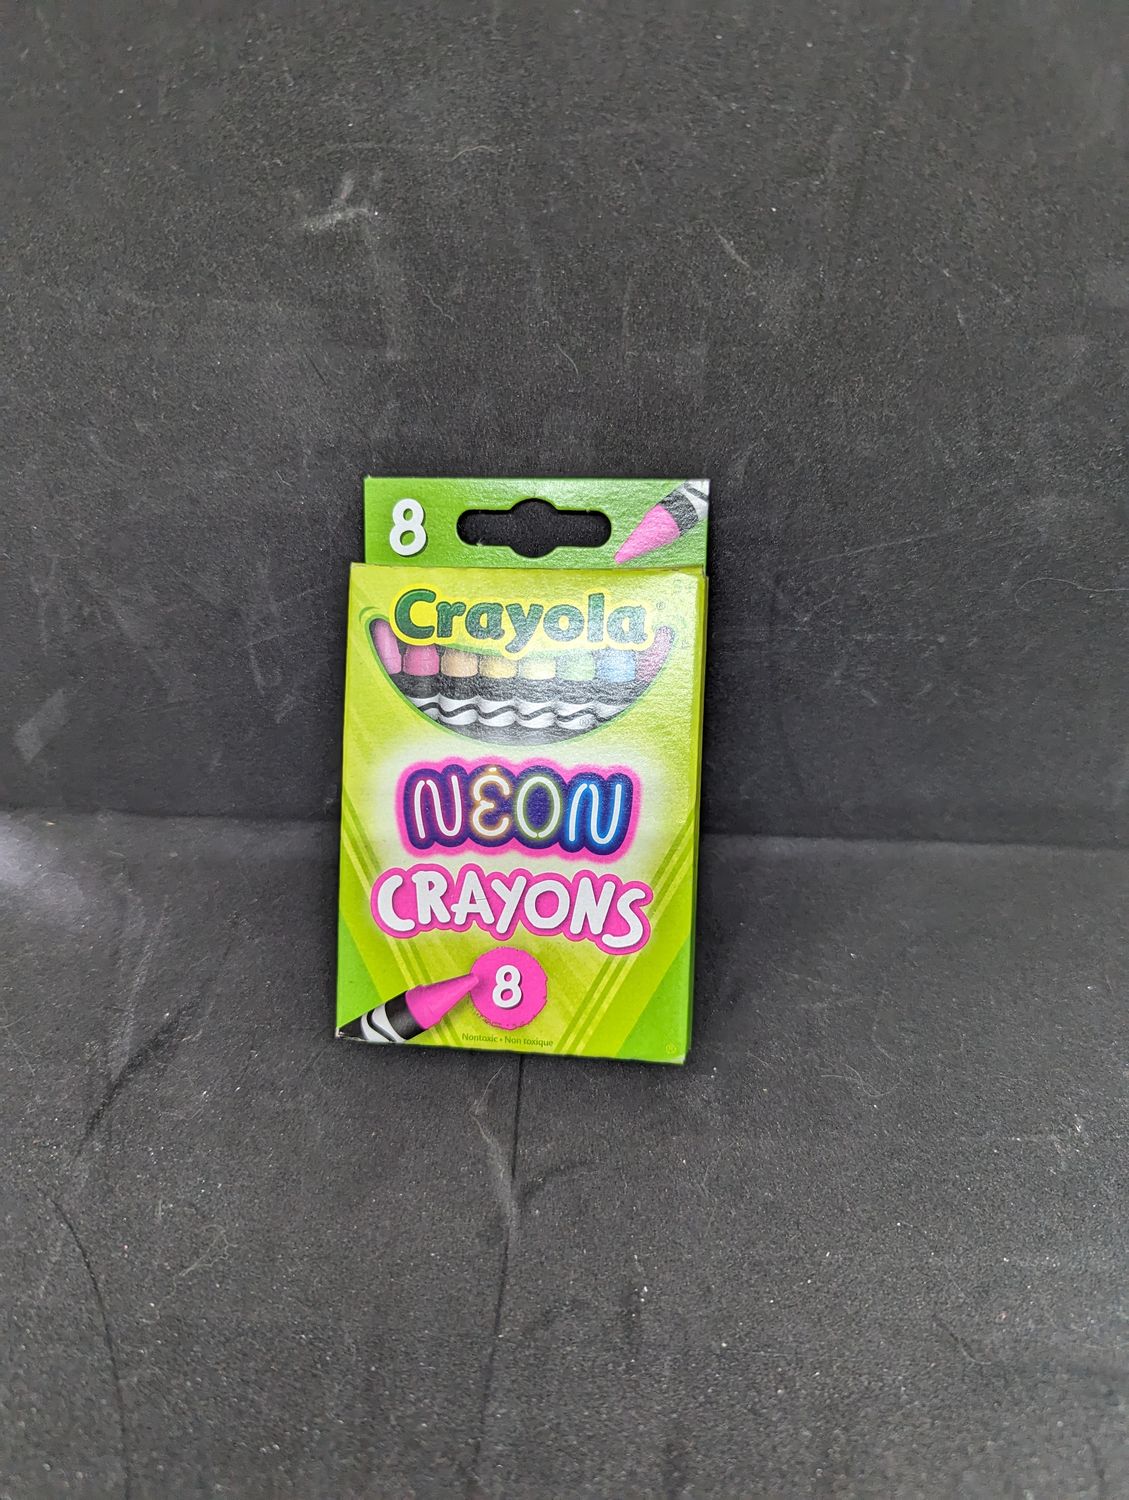 8
Crayola
NEON
CRAYONS
8
Nontoxic • Non toxique